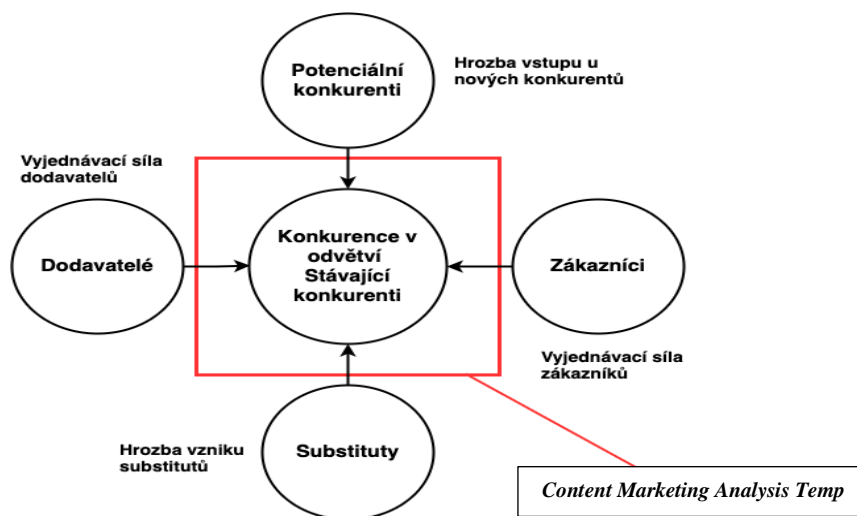 Potenciální
konkurenti
Hrozba vstupu u
nových konkurentů
Vyjednávací síla
dodavatelů
Dodavatelé
Konkurence v
odvětví
Stávající
konkurenti
Zákazníci
Vyjednávací síla
zákazníků
Hrozba vzniku
substitutů
Substituty
Content Marketing Analysis Temp